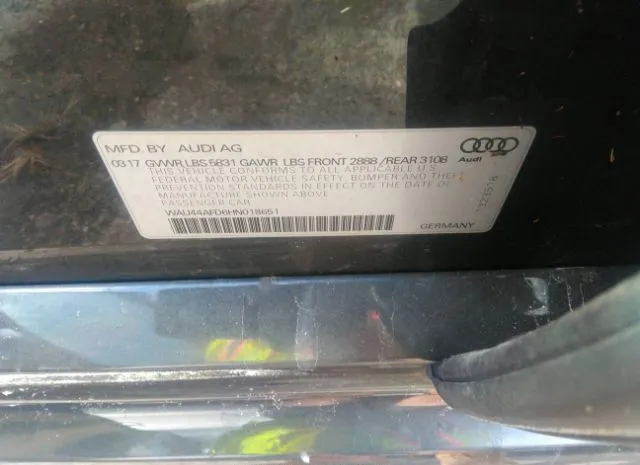 MFD. BY AUDI AG
03.17 GVWR LBS 5831 GAWR LBS FRONT 2888 / REAR 3108
THIS VEHICLE CONFORMS TO ALL APPLICABLE U.S.
FEDERAL MOTOR VEHICLE SAFETY, BUMPER AND THEFT
PREVENTION STANDARDS IN EFFECT ON THE DATE OF
MANUFACTURE SHOWN ABOVE.
PASSENGER CAR
WAU44AFD6HN018651
GERMANY
Audi